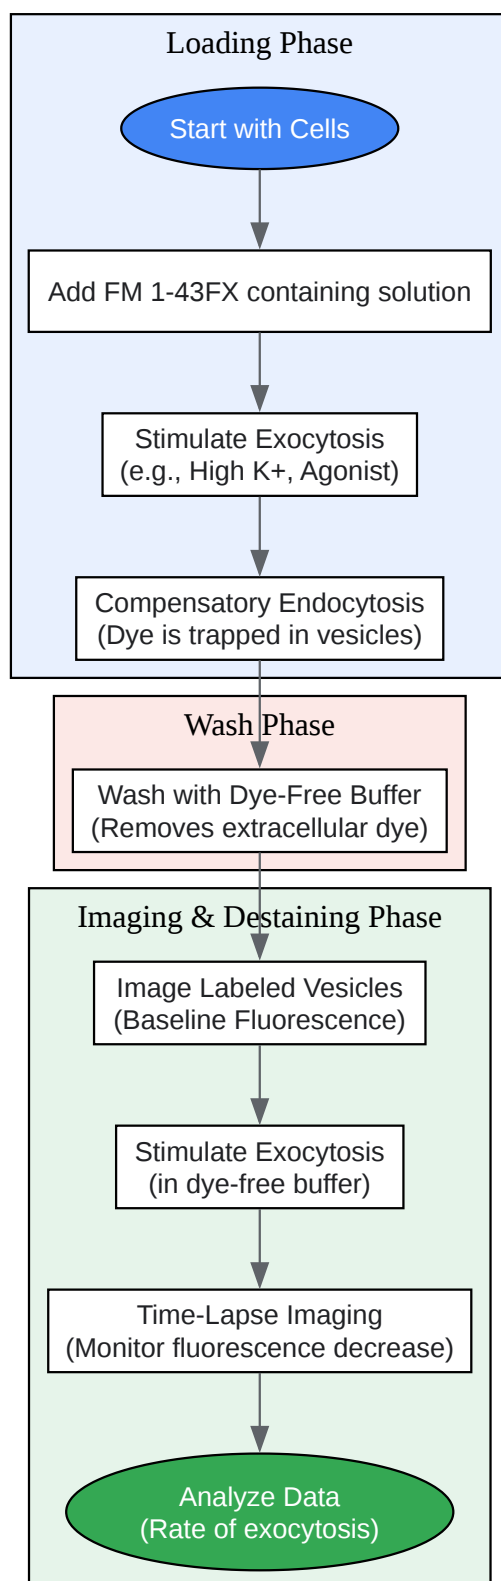 Loading Phase
Start with Cells
Add FM 1-43FX containing solution
Stimulate Exocytosis
(e.g., High K+, Agonist)
Compensatory Endocytosis
(Dye is trapped in vesicles)
Wash Phase
Wash with Dye-Free Buffer
(Removes extracellular dye)
Imaging & Destaining Phase
Image Labeled Vesicles
(Baseline Fluorescence)
Stimulate Exocytosis
(in dye-free buffer)
Time-Lapse Imaging
(Monitor fluorescence decrease)
Analyze Data
(Rate of exocytosis)